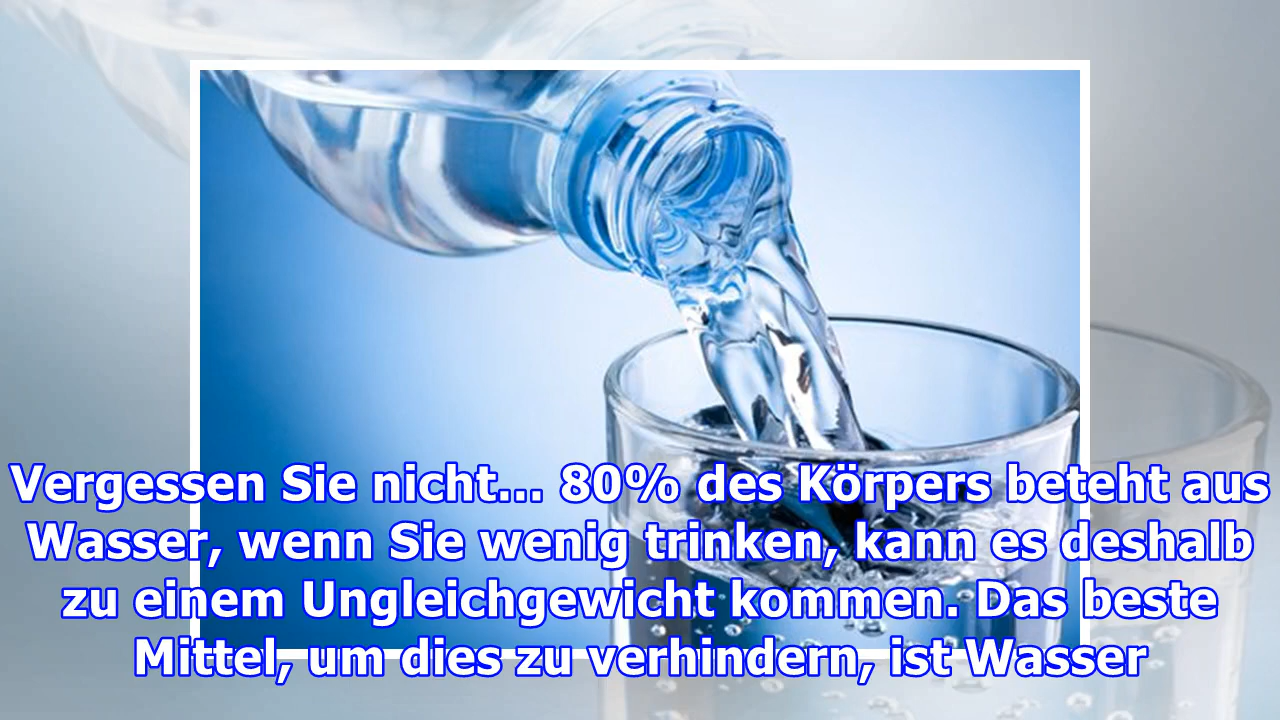 Vergessen Sie nicht... 80% des Körpers beteht aus
Wasser, wenn Sie wenig trinken, kann es deshalb
zu einem Ungleichgewicht kommen. Das beste
Mittel, um dies zu verhindern, ist Wasser